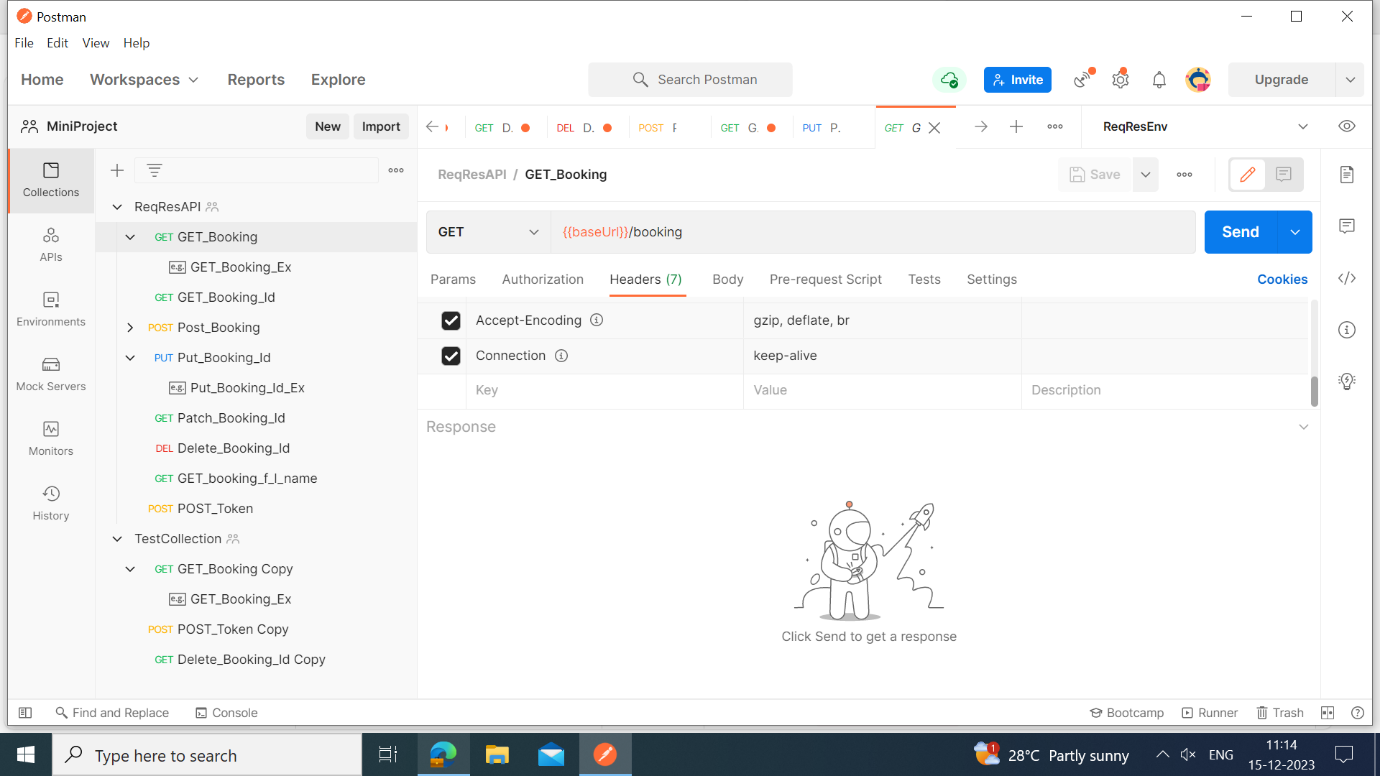 Postman
File Edit View Help
Home Workspaces Reports Explore Search Postman Invite Upgrade
MiniProject New Import GET D. DEL D. POST GET G. PUT P. GET G ReqResEnv
Collections
APIs
Environments
Mock Servers
Monitors
History
ReqResAPI
GET GET_Booking
e.g. GET_Booking_Ex
GET GET_Booking_Id
POST Post_Booking
PUT Put_Booking_Id
e.g. Put_Booking_Id_Ex
GET Patch_Booking_Id
DEL Delete_Booking_Id
GET GET_booking_f_l_name
POST POST_Token
TestCollection
GET GET_Booking Copy
e.g. GET_Booking_Ex
POST POST_Token Copy
GET Delete_Booking_Id Copy
ReqResAPI / GET_Booking Save
GET {{baseUrl}}/booking Send
Params Authorization Headers (7) Body Pre-request Script Tests Settings Cookies
Accept-Encoding gzip, deflate, br
Connection keep-alive
Key Value Description
Response
Click Send to get a response
Find and Replace Console Bootcamp Runner Trash
Type here to search 1 28°C Partly sunny ENG 11:14
15-12-2023